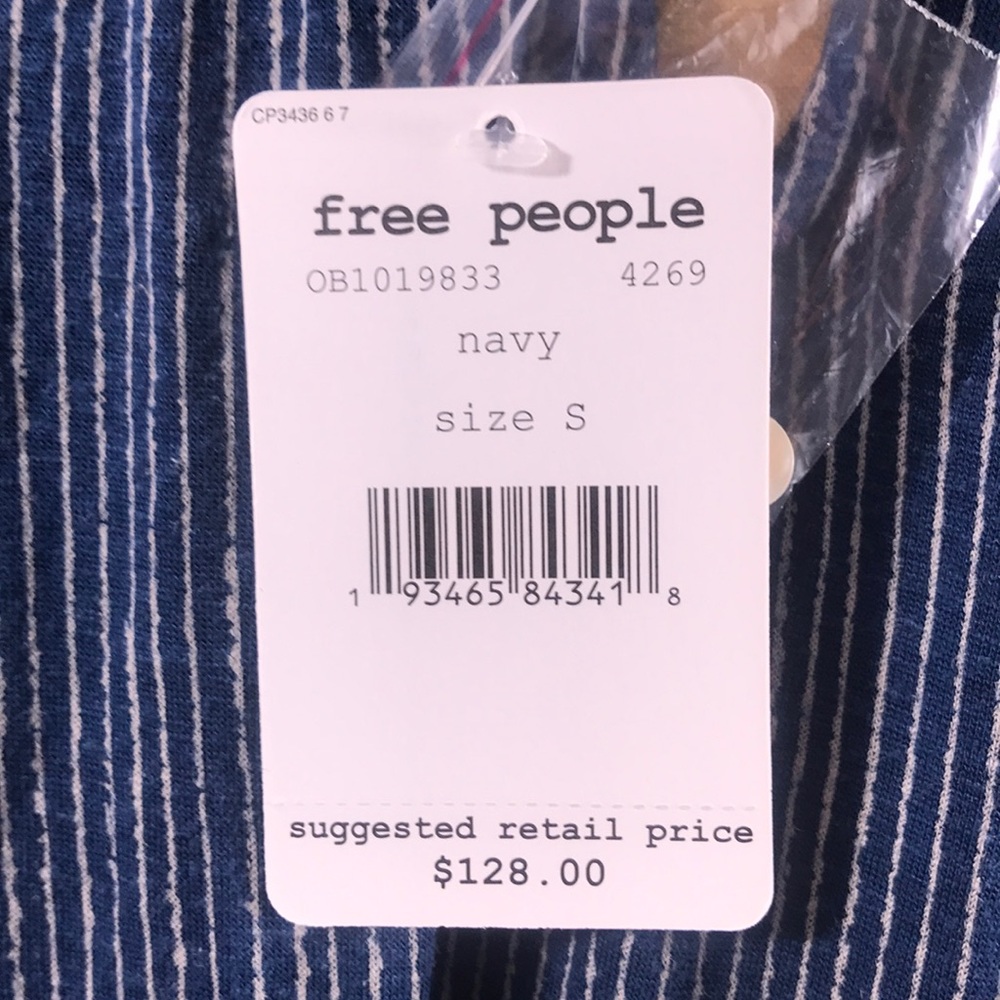 CP3436 6 7
free people
OB1019833 4269
navy
size S
1 93465 84341 8
suggested retail price
$128.00